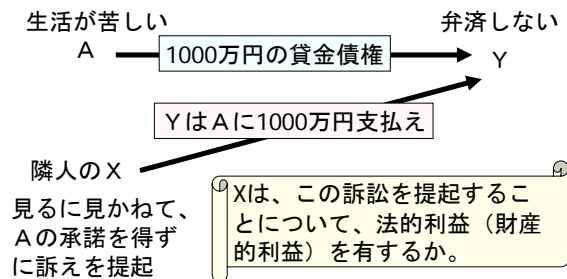 生活が苦しい
弁済しない
A
1000万円の貸金債権
Y
YはAに1000万円支払え
隣人のX
見るに見かねて、
Aの承諾を得ず
に訴えを提起
Xは、この訴訟を提起するこ
とについて、法的利益（財産
的利益）を有するか。